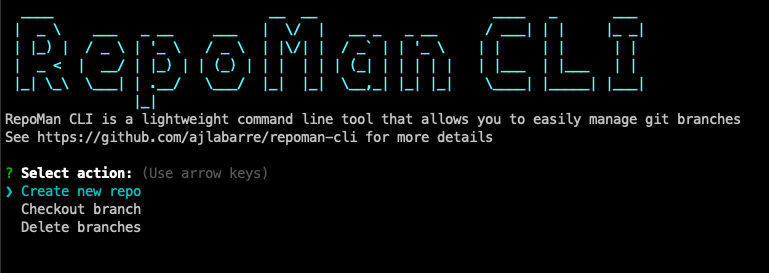 RepoMan CLI
RepoMan CLI is a lightweight command line tool that allows you to easily manage git branches
See https://github.com/ajlabarre/repoman-cli for more details
? Select action: (Use arrow keys)
❯ Create new repo
Checkout branch
Delete branches